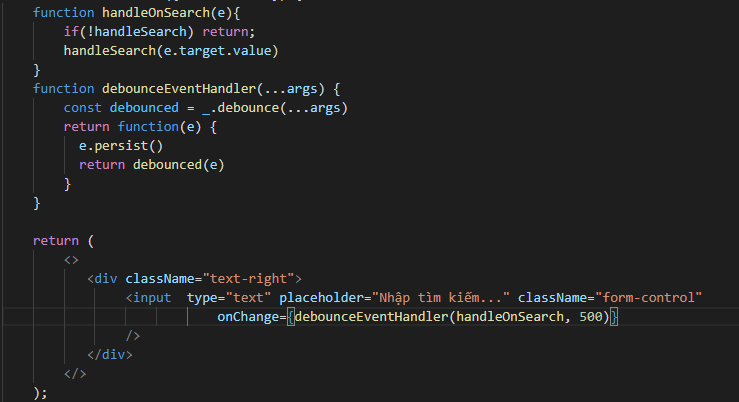 function handleOnSearch(e){
if(!handleSearch) return;
handleSearch(e.target.value)
}
function debounceEventHandler(...args) {
const debounced = _.debounce(...args)
return function(e) {
e.persist()
return debounced(e)
}
}
return (
<>
<div className="text-right">
<input  type="text" placeholder="Nhập tìm kiếm..." className="form-control"
onChange={debounceEventHandler(handleOnSearch, 500)}
/>
</div>
</>
);